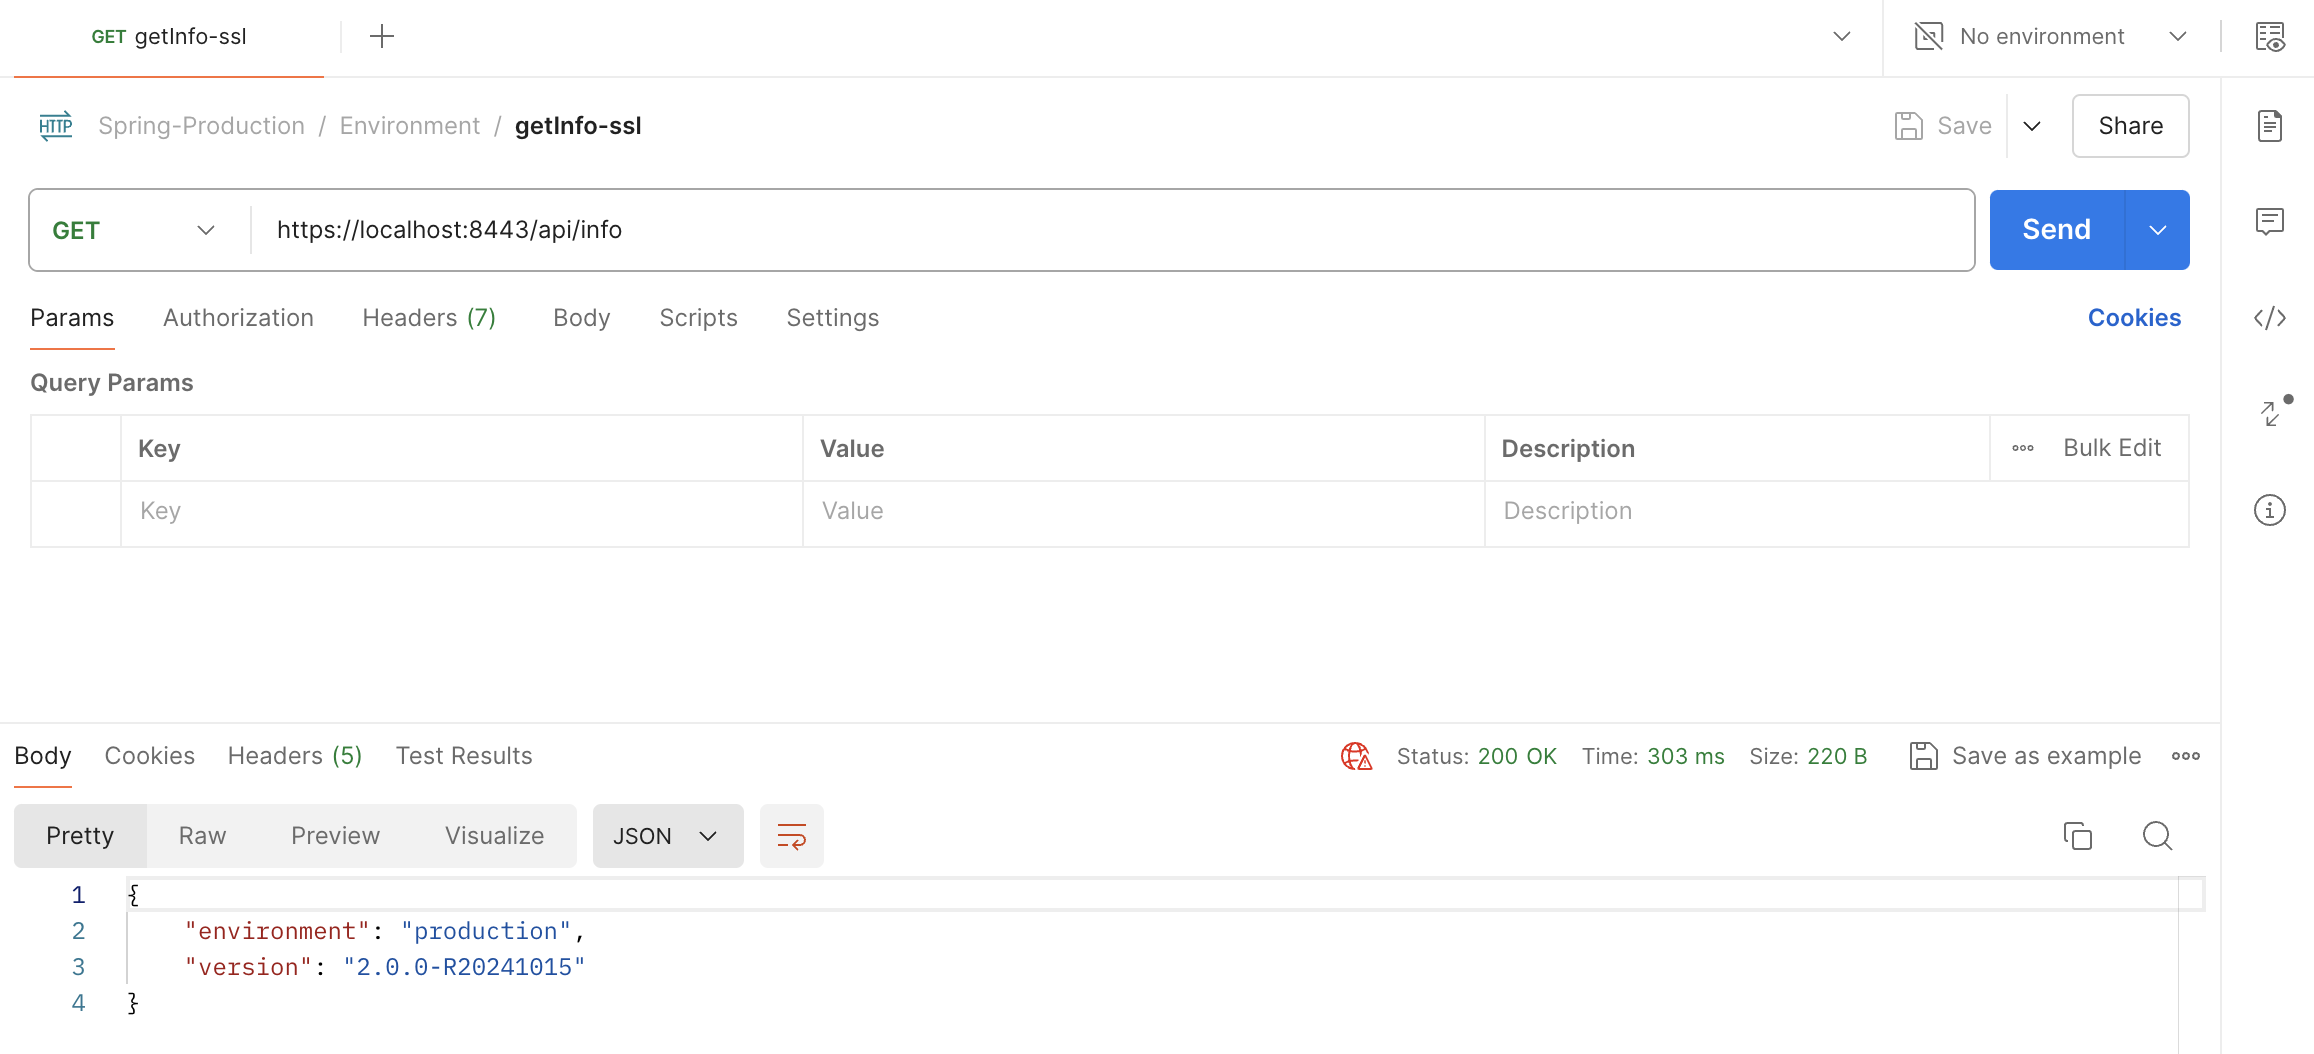 GET getInfo-ssl
No environment
HTTP Spring-Production / Environment / getInfo-ssl
Save
Share
GET https://localhost:8443/api/info
Send
Params Authorization Headers (7) Body Scripts Settings
Cookies
Query Params
Key Value Description Bulk Edit
Key Value Description
Body Cookies Headers (5) Test Results
Status: 200 OK Time: 303 ms Size: 220 B Save as example
Pretty Raw Preview Visualize JSON
1 {
2 "environment": "production",
3 "version": "2.0.0-R20241015"
4 }